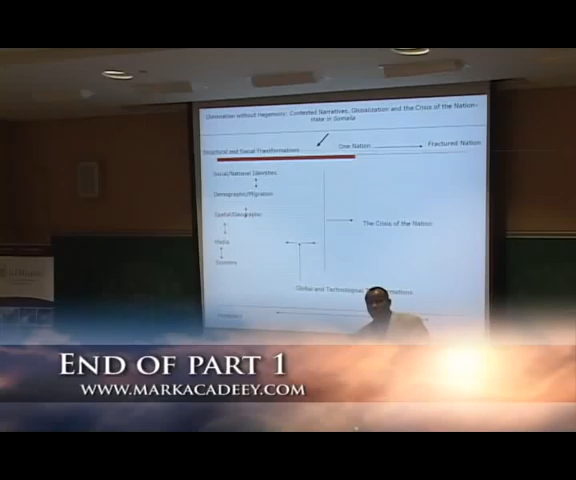 Domination without Hegemony: Contested Narratives, Globalization and the Crisis of the Nation-
state in Somalia
Structural and Social Transformations
One Nation
Fractured Nation
Social/National Identities
Demographic/Migration
Spatial/Geographic
Media
Economy
The Crisis of the Nation
Global and Technological
END OF PART 1
WWW.MARKACADEEY.COM